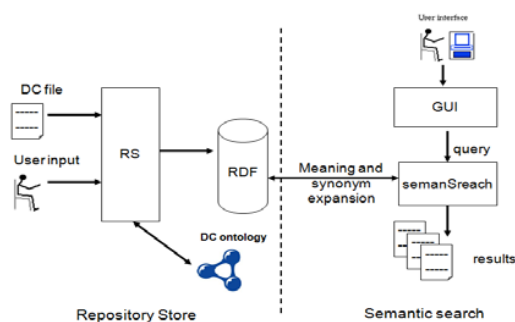 User interface
DC file
GUI
User input
RS
query
RDF
Meaning and
synonym
expansion
semanSreach
DC ontology
results
Repository Store
Semantic search